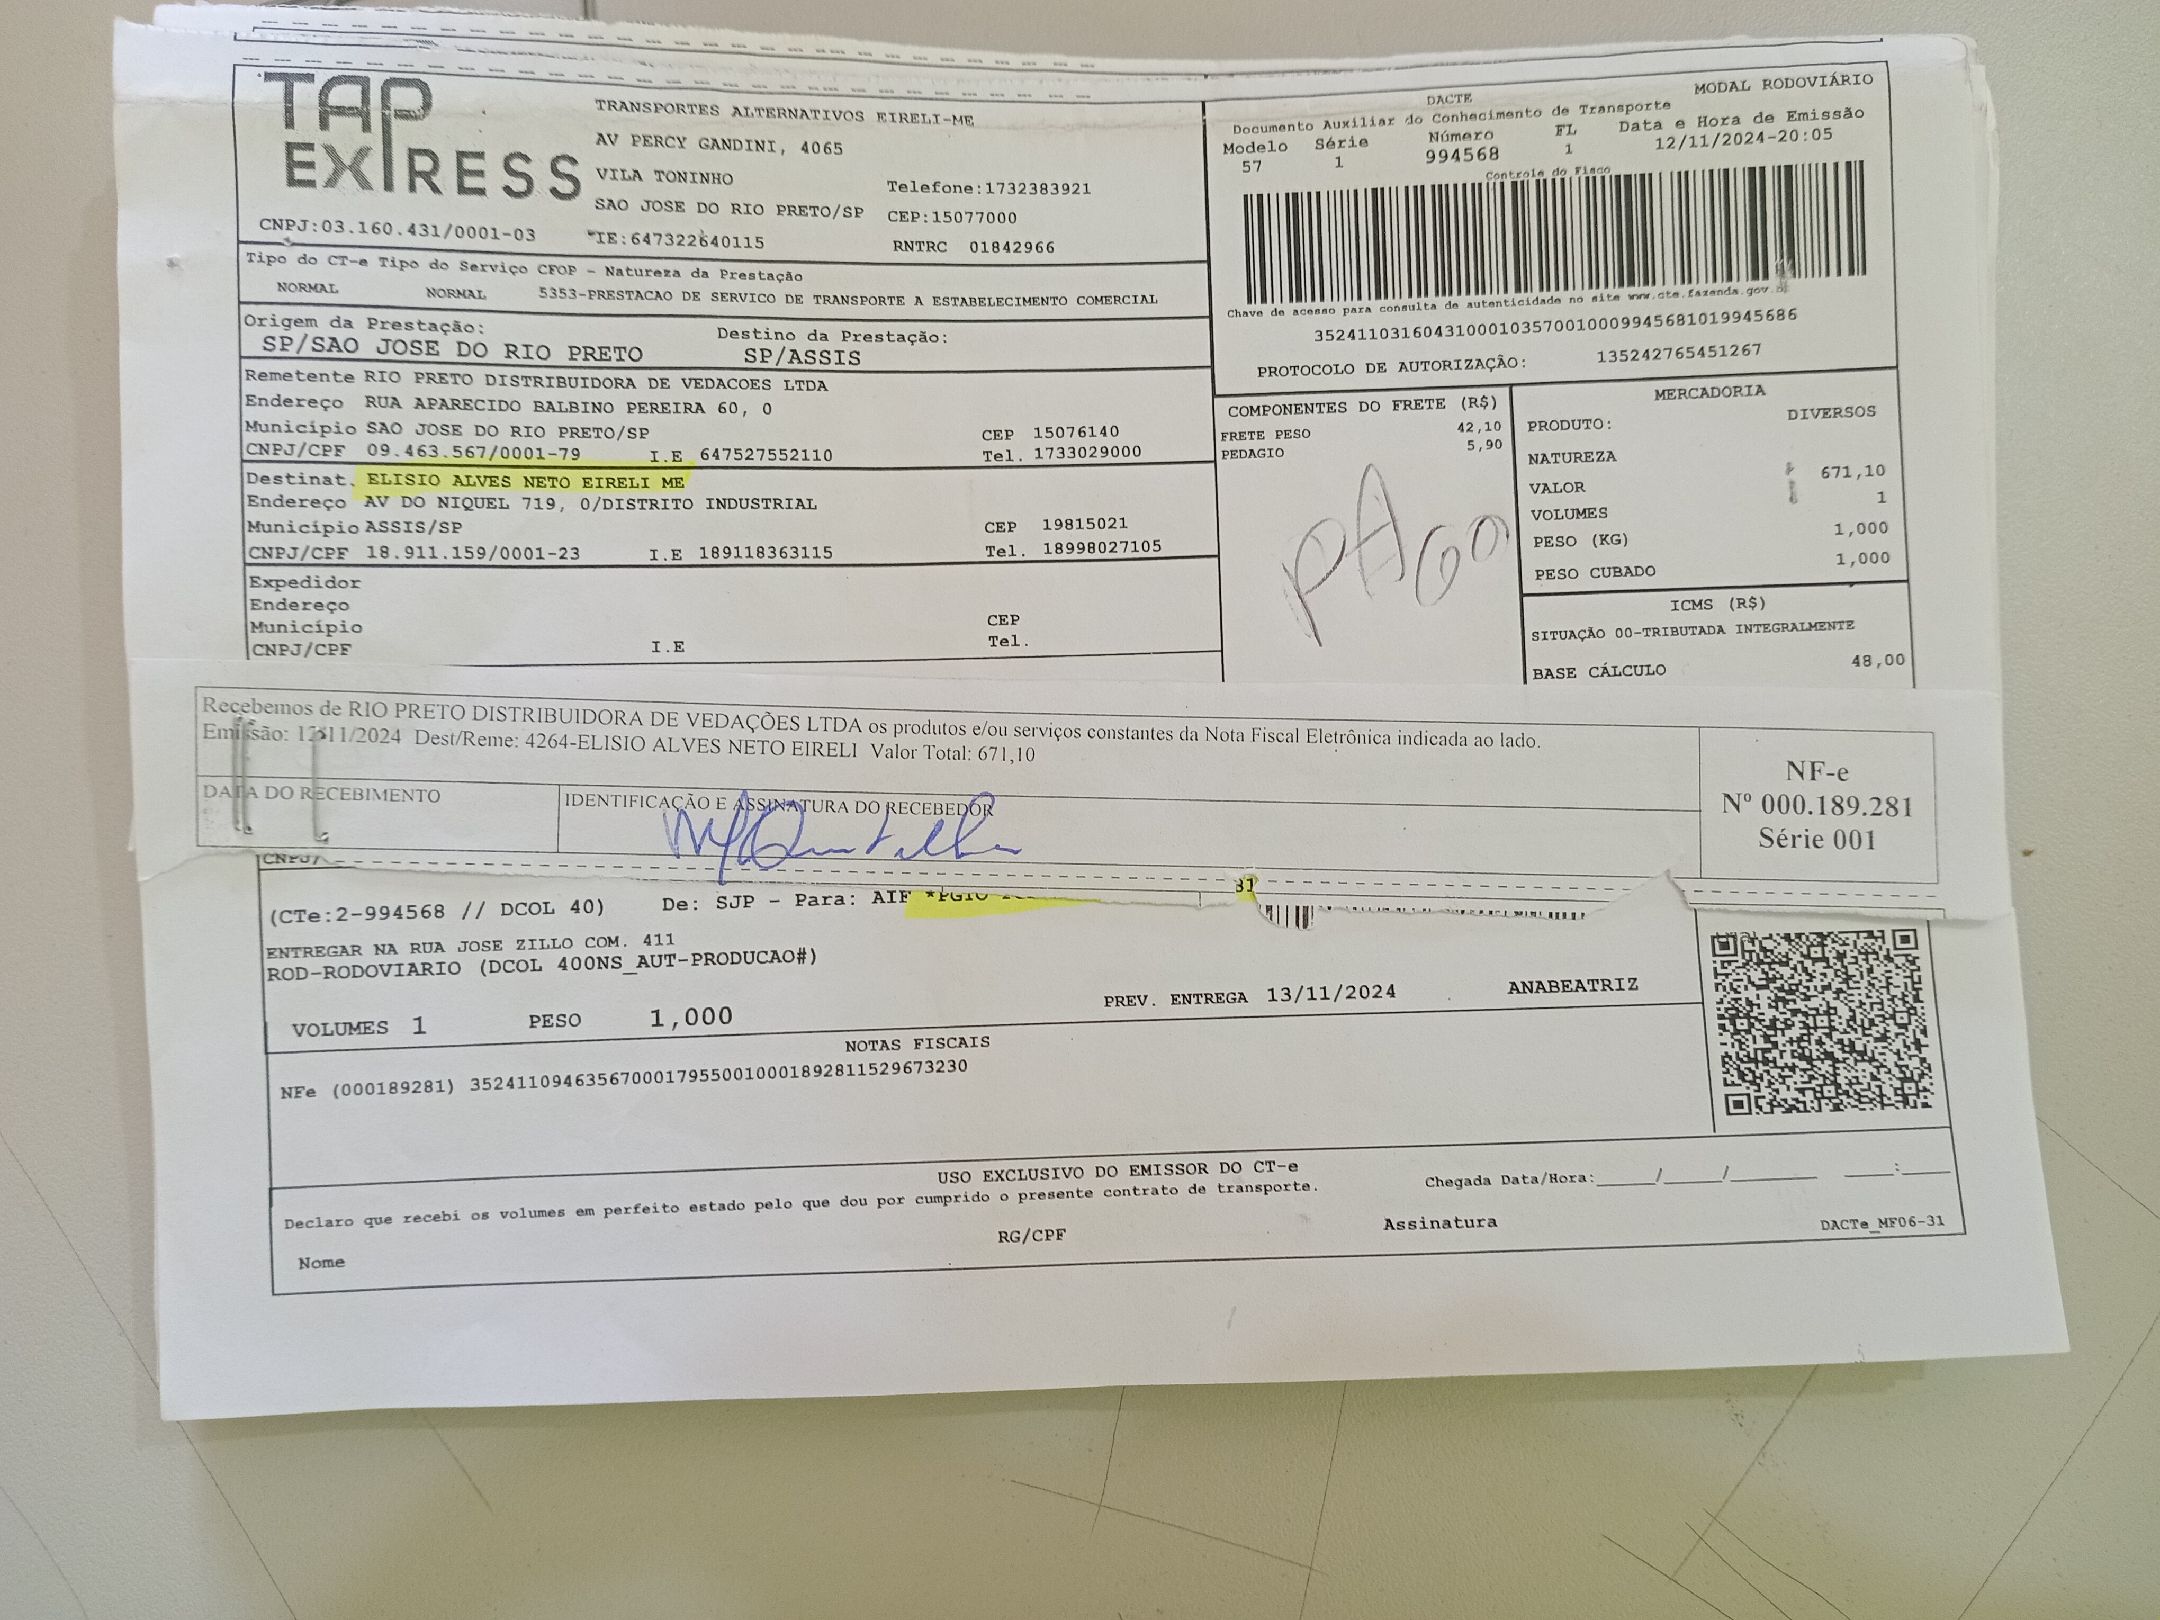 TAP
EXPRESS
TRANSPORTES ALTERNATIVOS EIRELI-ME
AV PERCY GANDINI, 4065
VILA TONINHO
Telefone:1732383921
SAO JOSE DO RIO PRETO/SP CEP:15077000
CNPJ:03.160.431/0001-03 IE:647322640115 RNTRC 01842966
MODAL RODOVIÁRIO
DACTE
Documento Auxiliar do Conhecimento de Transporte
Modelo Série Número FL Data e Hora de Emissão
57 1 994568 1 12/11/2024-20:05
Controle do Fisco
Chave de acesso para consulta de autenticidade no site www.cte.fazenda.gov.b
35241103160431000103570010009945681019945686
PROTOCOLO DE AUTORIZAÇÃO: 135242765451267
Tipo do CT-e Tipo do Serviço CFOP - Natureza da Prestação
NORMAL NORMAL 5353-PRESTACAO DE SERVICO DE TRANSPORTE A ESTABELECIMENTO COMERCIAL
Origem da Prestação: Destino da Prestação:
SP/SAO JOSE DO RIO PRETO SP/ASSIS
Remetente RIO PRETO DISTRIBUIDORA DE VEDACOES LTDA
Endereço RUA APARECIDO BALBINO PEREIRA 60, 0
Município SAO JOSE DO RIO PRETO/SP CEP 15076140
CNPJ/CPF 09.463.567/0001-79 I.E 647527552110 Tel. 1733029000
Destinat. ELISIO ALVES NETO EIRELI ME
Endereço AV DO NIQUEL 719, 0/DISTRITO INDUSTRIAL
Município ASSIS/SP CEP 19815021
CNPJ/CPF 18.911.159/0001-23 I.E 189118363115 Tel. 18998027105
Expedidor
Endereço
Município CEP
CNPJ/CPF I.E Tel.
COMPONENTES DO FRETE (R$)
FRETE PESO 42,10
PEDAGIO 5,90
PAGO
MERCADORIA
PRODUTO: DIVERSOS
NATUREZA
VALOR 671,10
VOLUMES 1
PESO (KG) 1,000
PESO CUBADO 1,000
ICMS (R$)
SITUAÇÃO 00-TRIBUTADA INTEGRALMENTE
BASE CÁLCULO 48,00
Recebemos de RIO PRETO DISTRIBUIDORA DE VEDAÇÕES LTDA os produtos e/ou serviços constantes da Nota Fiscal Eletrônica indicada ao lado.
Emissão: 12/11/2024 Dest/Reme: 4264-ELISIO ALVES NETO EIRELI Valor Total: 671,10
DATA DO RECEBIMENTO IDENTIFICAÇÃO E ASSINATURA DO RECEBEDOR
NF-e
Nº 000.189.281
Série 001
CNPJ/
(CTe:2-994568 // DCOL 40) De: SJP - Para: AIF
31
ENTREGAR NA RUA JOSE ZILLO COM. 411
ROD-RODOVIARIO (DCOL 400NS_AUT-PRODUCAO#)
VOLUMES 1 PESO 1,000 PREV. ENTREGA 13/11/2024 ANABEATRIZ
NOTAS FISCAIS
NFe (000189281) 35241109463567000179550010001892811529673230
USO EXCLUSIVO DO EMISSOR DO CT-e
Declaro que recebi os volumes em perfeito estado pelo que dou por cumprido o presente contrato de transporte. Chegada Data/Hora:_____/_____/________ ____:____
Nome RG/CPF Assinatura DACTe_MF06-31